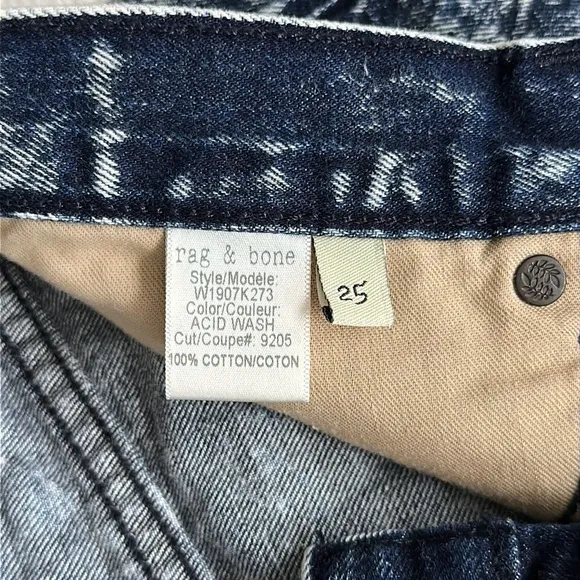 rag & bone
Style/Modèle:
W1907K273
Color/Couleur:
ACID WASH
Cut/Coupe#: 9205
100% COTTON/COTON
25